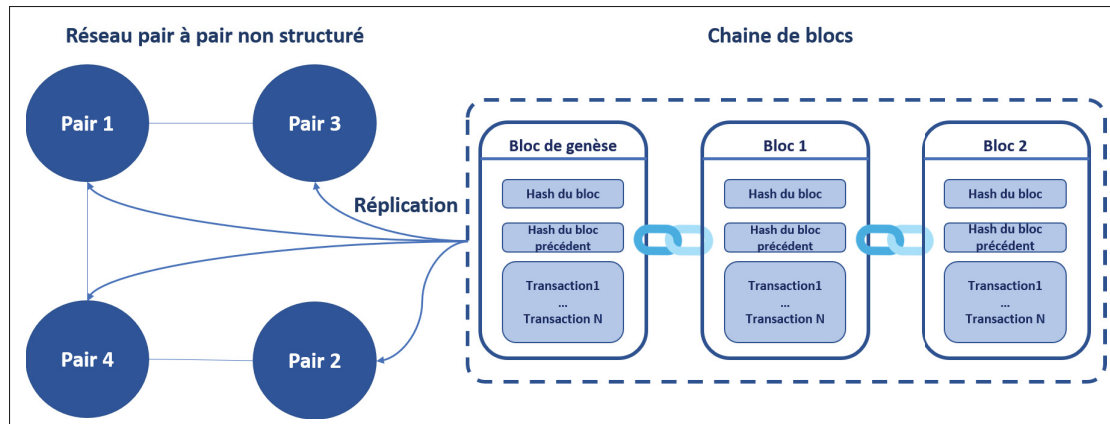 Réseau pair à pair non structuré
Chaine de blocs
Pair 1
Pair 3
Réplication
Pair 4
Pair 2
Bloc de genèse
Hash du bloc
Hash du bloc
précédent
Transaction1
...
Transaction N
Bloc 1
Hash du bloc
Hash du bloc
précédent
Transaction1
...
Transaction N
Bloc 2
Hash du bloc
Hash du bloc
précédent
Transaction1
...
Transaction N